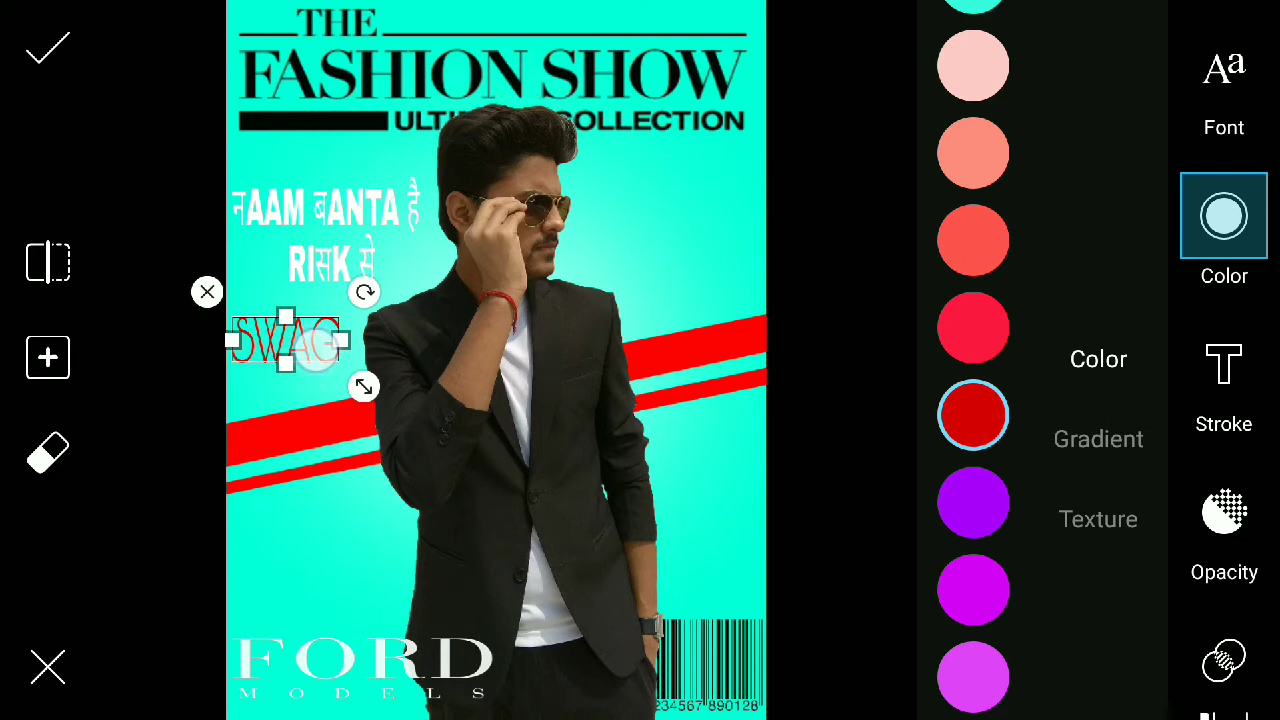 THE
FASHION SHOW
COLLECTION
नAAM बANTA है
RIसK से
SWAG
FORD
MODELS
234567 890128
Color
Gradient
Texture
Font
Color
Stroke
Opacity